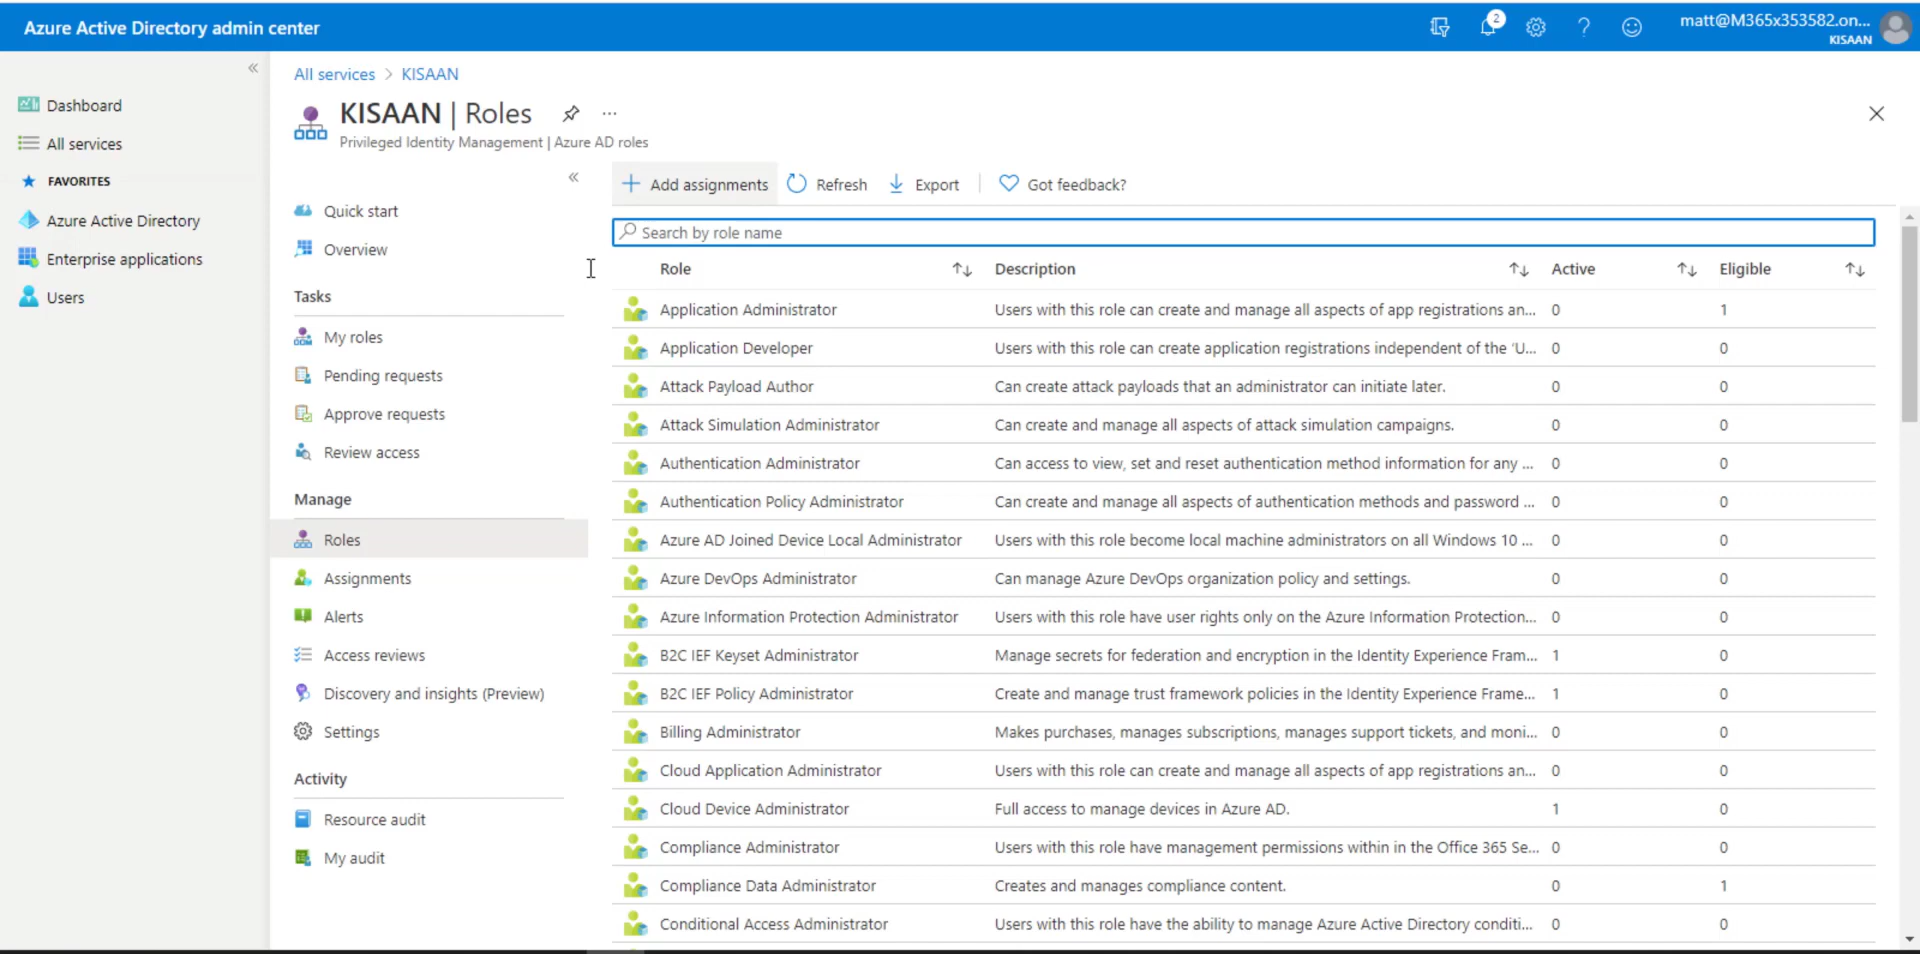 Azure Active Directory admin center
2
matt@M365x353582.on...
KISAAN
Dashboard
All services
FAVORITES
Azure Active Directory
Enterprise applications
Users
All services > KISAAN
KISAAN | Roles
Privileged Identity Management | Azure AD roles
Quick start
Overview
Tasks
My roles
Pending requests
Approve requests
Review access
Manage
Roles
Assignments
Alerts
Access reviews
Discovery and insights (Preview)
Settings
Activity
Resource audit
My audit
Add assignments Refresh Export Got feedback?
Search by role name
Role Description Active Eligible
Application Administrator Users with this role can create and manage all aspects of app registrations an... 0 1
Application Developer Users with this role can create application registrations independent of the ‘U... 0 0
Attack Payload Author Can create attack payloads that an administrator can initiate later. 0 0
Attack Simulation Administrator Can create and manage all aspects of attack simulation campaigns. 0 0
Authentication Administrator Can access to view, set and reset authentication method information for any ... 0 0
Authentication Policy Administrator Can create and manage all aspects of authentication methods and password ... 0 0
Azure AD Joined Device Local Administrator Users with this role become local machine administrators on all Windows 10 ... 0 0
Azure DevOps Administrator Can manage Azure DevOps organization policy and settings. 0 0
Azure Information Protection Administrator Users with this role have user rights only on the Azure Information Protection... 0 0
B2C IEF Keyset Administrator Manage secrets for federation and encryption in the Identity Experience Fram... 1 0
B2C IEF Policy Administrator Create and manage trust framework policies in the Identity Experience Frame... 1 0
Billing Administrator Makes purchases, manages subscriptions, manages support tickets, and moni... 0 0
Cloud Application Administrator Users with this role can create and manage all aspects of app registrations an... 0 0
Cloud Device Administrator Full access to manage devices in Azure AD. 1 0
Compliance Administrator Users with this role have management permissions within in the Office 365 Se... 0 0
Compliance Data Administrator Creates and manages compliance content. 0 1
Conditional Access Administrator Users with this role have the ability to manage Azure Active Directory conditi... 0 0